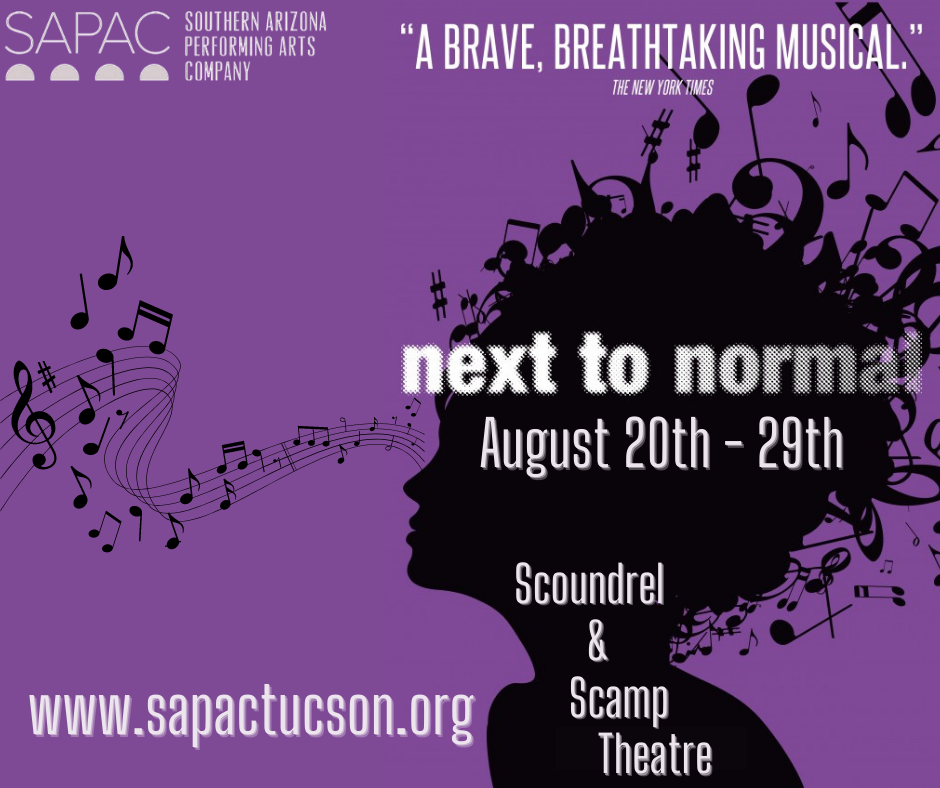 SAPAC
SOUTHERN ARIZONA
PERFORMING ARTS
COMPANY
“A BRAVE, BREATHTAKING MUSICAL.”
THE NEW YORK TIMES
next to normal
August 20th - 29th
Scoundrel
&
Scamp
Theatre
www.sapactucson.org